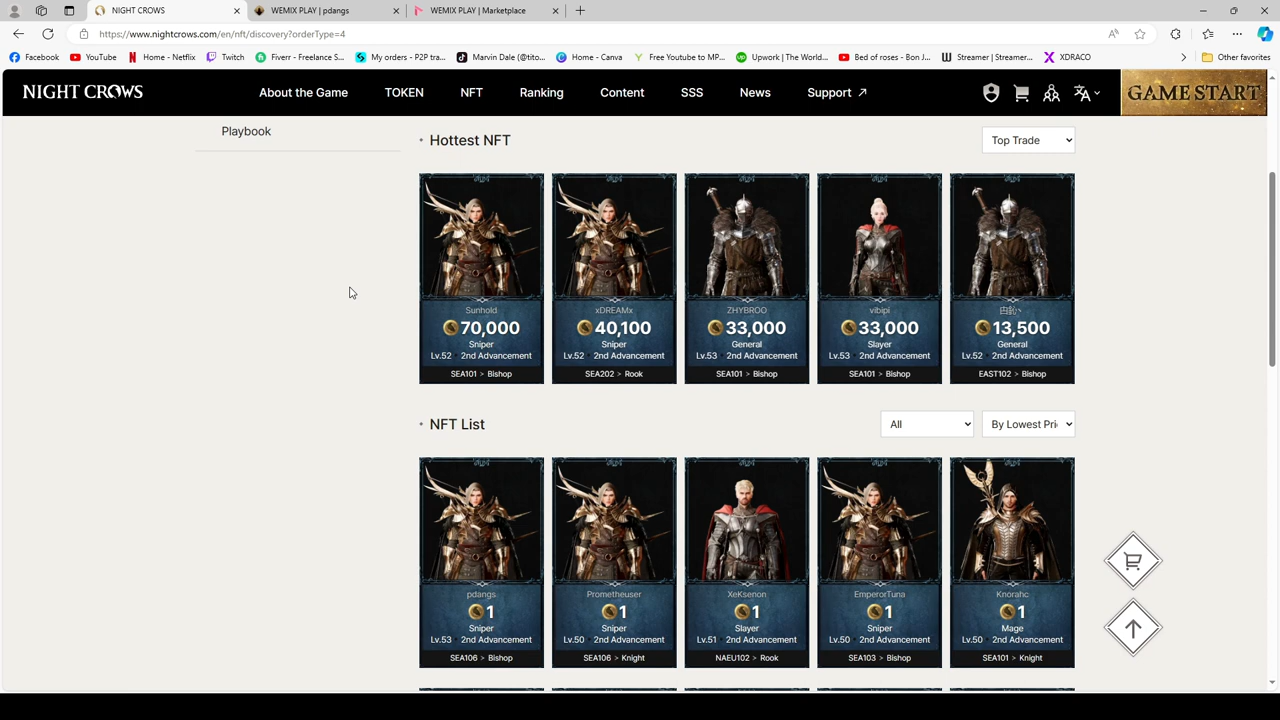 NIGHT CROWS
WEMIX PLAY | pdangs
WEMIX PLAY | Marketplace
https://www.nightcrows.com/en/nft/discovery?orderType=4
Facebook
YouTube
Home - Netflix
Twitch
Fiverr - Freelance S...
My orders - P2P tra...
Marvin Dale (@tito...
Home - Canva
Free Youtube to MP...
Upwork | The World...
Bed of roses - Bon J...
Streamer | Streamer...
XDRACO
Other favorites
NIGHT CROWS
About the Game
TOKEN
NFT
Ranking
Content
SSS
News
Support ↗
GAME START
Playbook
Hottest NFT
Top Trade
Sunhold
70,000
Sniper
Lv.52 2nd Advancement
SEA101 > Bishop
xDREAMx
40,100
Sniper
Lv.52 2nd Advancement
SEA202 > Rook
ZHYBROO
33,000
General
Lv.53 2nd Advancement
SEA101 > Bishop
vibipi
33,000
Slayer
Lv.53 2nd Advancement
SEA101 > Bishop
13,500
General
Lv.52 2nd Advancement
EAST102 > Bishop
NFT List
All
By Lowest Pri
pdangs
1
Sniper
Lv.53 2nd Advancement
SEA106 > Bishop
Prometheuser
1
Sniper
Lv.50 2nd Advancement
SEA106 > Knight
XeKsenon
1
Slayer
Lv.51 2nd Advancement
NAEU102 > Rook
EmperorTuna
1
Sniper
Lv.50 2nd Advancement
SEA103 > Bishop
Knorahc
1
Mage
Lv.50 2nd Advancement
SEA101 > Knight